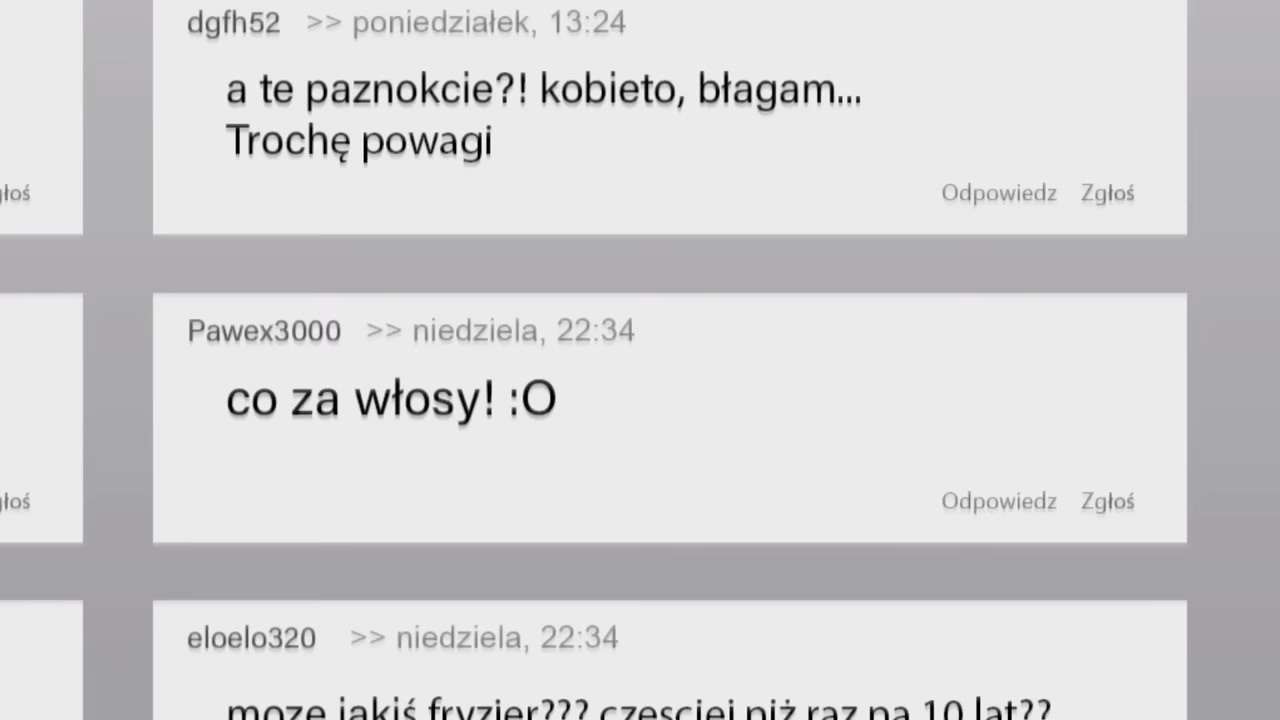 dgfh52 >> poniedziałek, 13:24
a te paznokcie?! kobieto, błagam...
Trochę powagi
głoś
Odpowiedz Zgłoś
Pawex3000 >> niedziela, 22:34
co za włosy! :O
głoś
Odpowiedz Zgłoś
eloelo320 >> niedziela, 22:34
moze jakiś fryzjer??? częsciej niż raz na 10 lat??